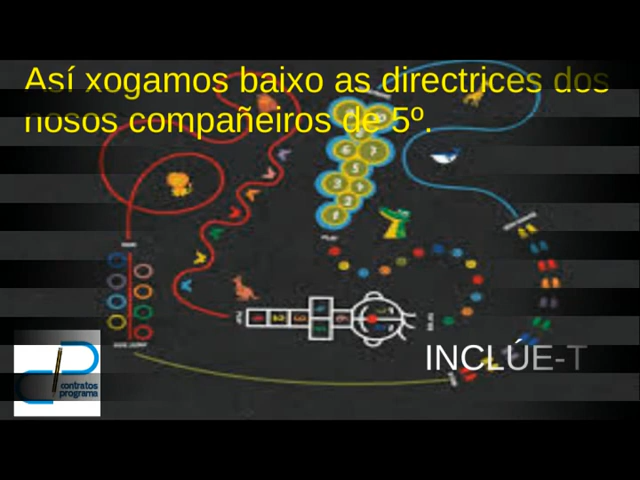 Así xogamos baixo as directrices dos
nosos compañeiros de 5º.
INCLÚE-T
contratos
programa